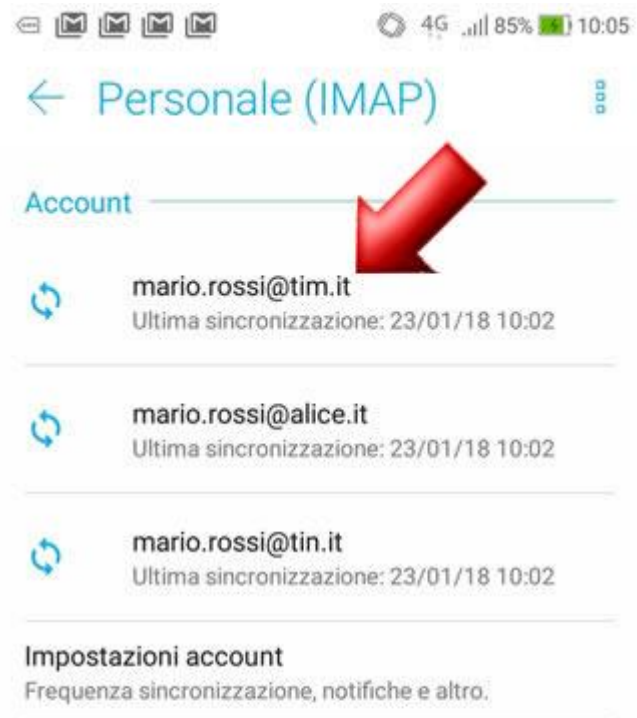 4G 85% 10:05
Personale (IMAP)
Account
mario.rossi@tim.it
Ultima sincronizzazione: 23/01/18 10:02
mario.rossi@alice.it
Ultima sincronizzazione: 23/01/18 10:02
mario.rossi@tin.it
Ultima sincronizzazione: 23/01/18 10:02
Impostazioni account
Frequenza sincronizzazione, notifiche e altro.